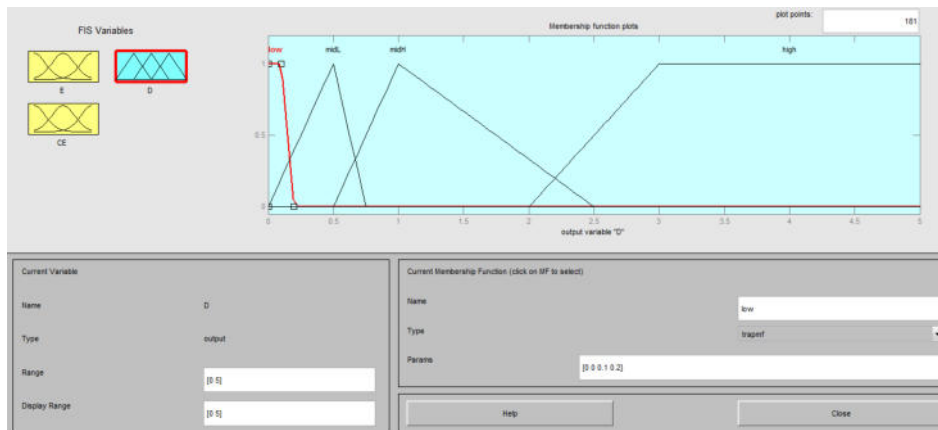 FIS Variables
Membership function plots
plot points:
181
E
D
CE
low
midL
midH
high
1
0.5
0
0
0.5
1
1.5
2
2.5
3
3.5
4
4.5
5
output variable "D"
Current Variable
Name
D
Type
output
Range
[0 5]
Display Range
[0 5]
Current Membership Function (click on MF to select)
Name
low
Type
trapmf
Params
[0 0 0.1 0.2]
Help
Close